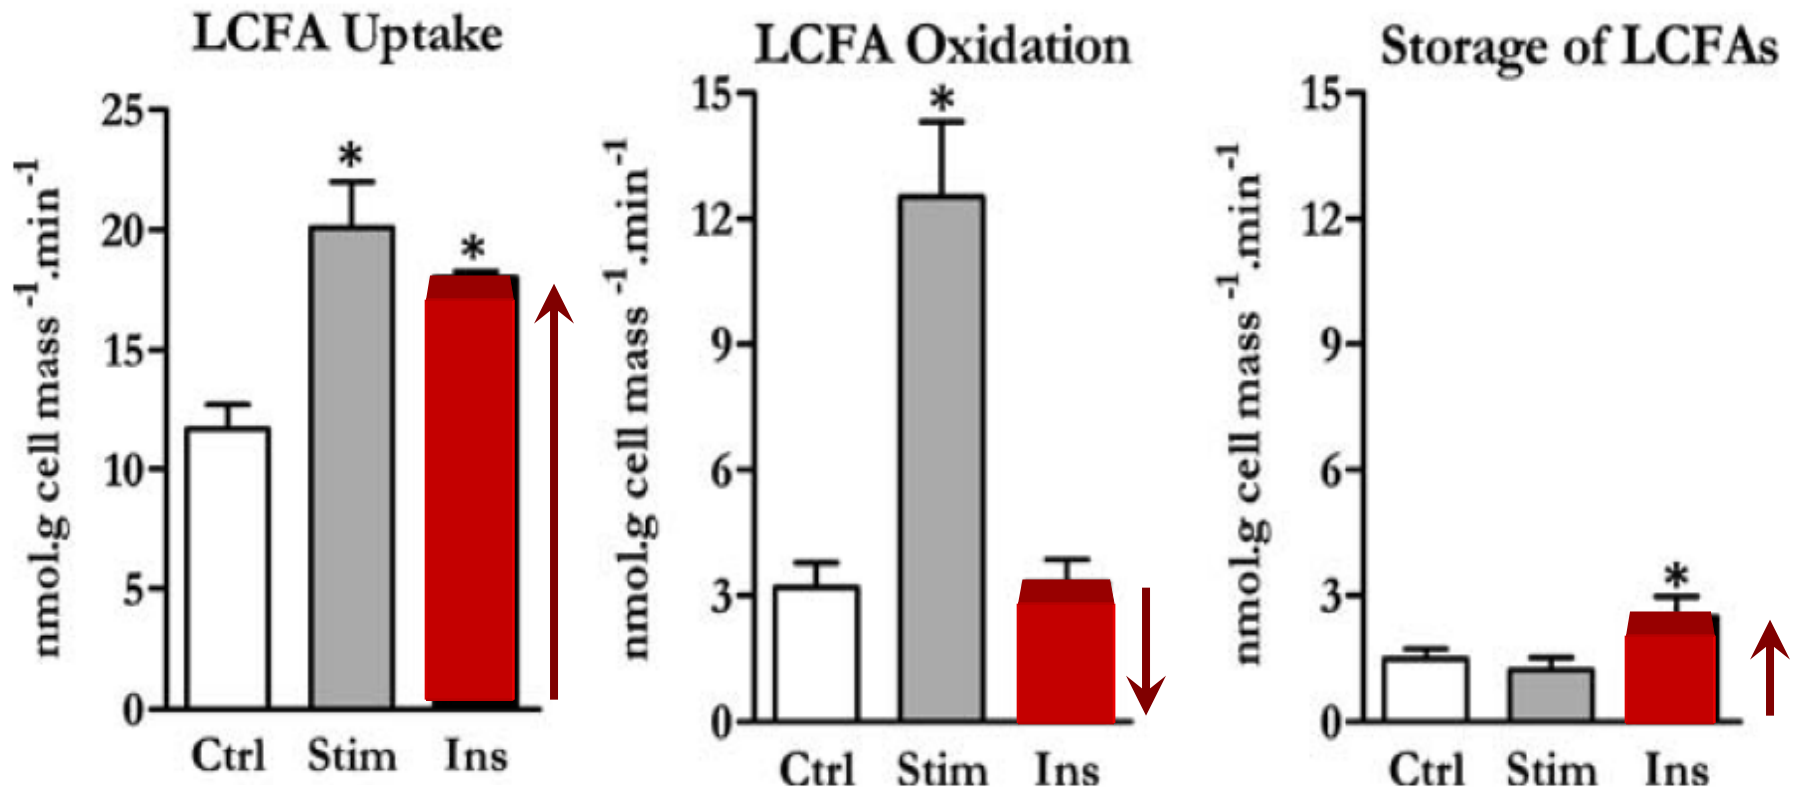 LCFA Uptake
25
20
15
10
5
0
nmol.g cell mass -1.min-1
*
*
Ctrl Stim Ins
LCFA Oxidation
15
12
9
6
3
0
nmol.g cell mass -1.min-1
*
Ctrl Stim Ins
Storage of LCFAs
15
12
9
6
3
0
nmol.g cell mass -1.min-1
*
Ctrl Stim Ins